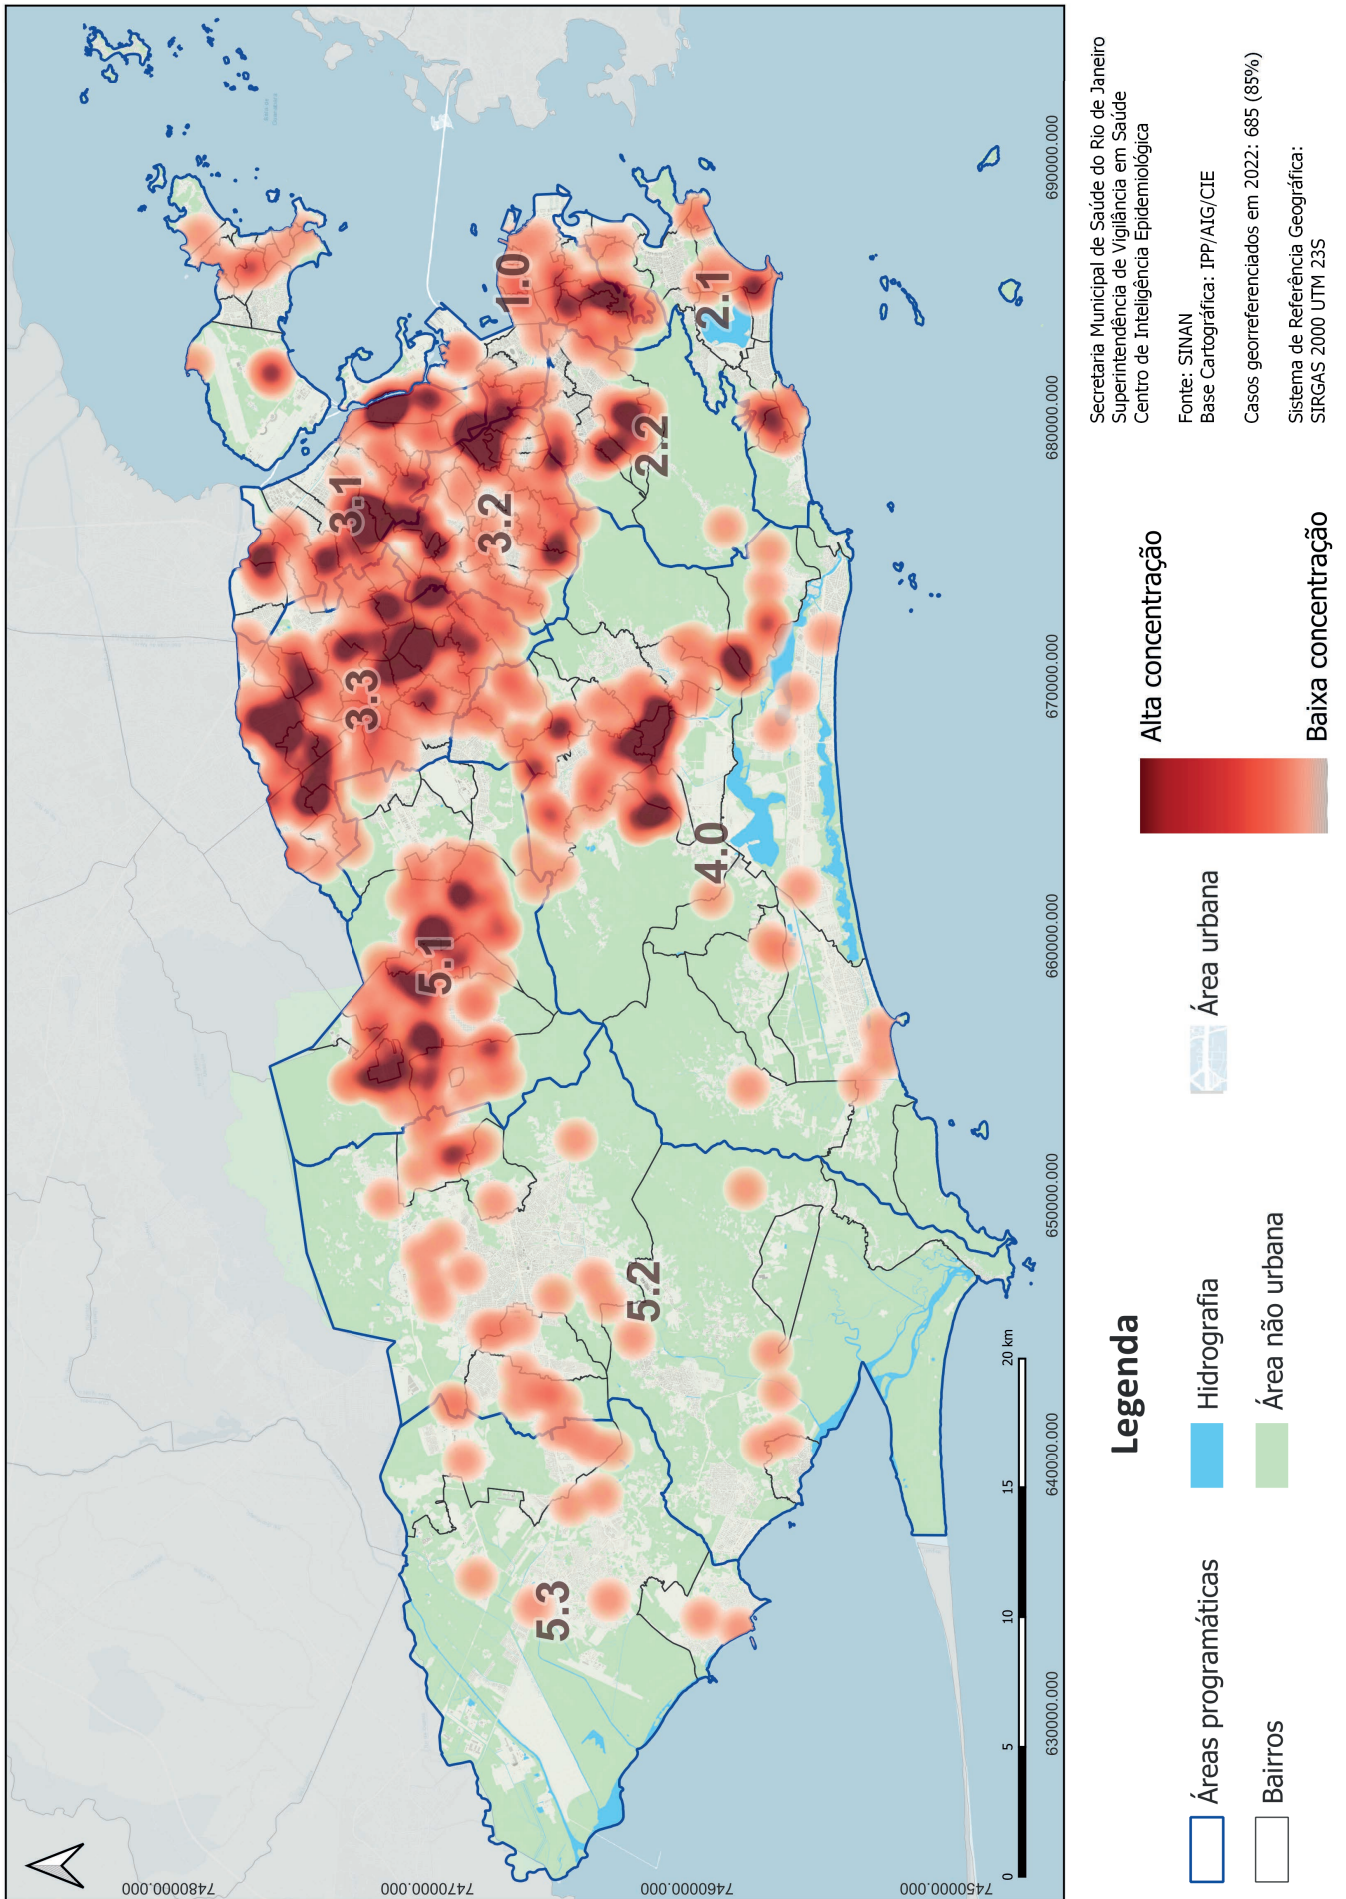 7480000.000
7470000.000
7460000.000
7450000.000
1.0
2.1
2.2
3.1
3.2
3.3
4.0
5.1
5.2
5.3
0
5
10
15
20 km
630000.000
640000.000
650000.000
660000.000
670000.000
680000.000
690000.000
Legenda
Áreas programáticas
Bairros
Hidrografia
Área não urbana
Área urbana
Alta concentração
Baixa concentração
Secretaria Municipal de Saúde do Rio de Janeiro
Superintendência de Vigilância em Saúde
Centro de Inteligência Epidemiológica
Fonte: SINAN
Base Cartográfica: IPP/AIG/CIE
Casos georreferenciados em 2022: 685 (85%)
Sistema de Referência Geográfica:
SIRGAS 2000 UTM 23S